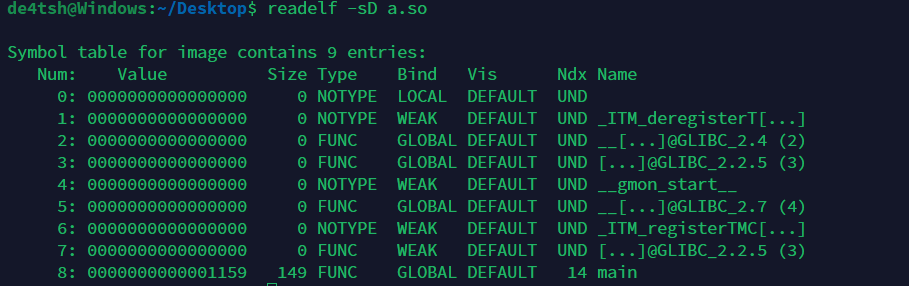 de4tsh@Windows:~/Desktop$ readelf -sD a.so
Symbol table for image contains 9 entries:
Num: Value Size Type Bind Vis Ndx Name
0: 0000000000000000 0 NOTYPE LOCAL DEFAULT UND
1: 0000000000000000 0 NOTYPE WEAK DEFAULT UND _ITM_deregisterT[...]
2: 0000000000000000 0 FUNC GLOBAL DEFAULT UND __[...]@GLIBC_2.4 (2)
3: 0000000000000000 0 FUNC GLOBAL DEFAULT UND [...]@GLIBC_2.2.5 (3)
4: 0000000000000000 0 NOTYPE WEAK DEFAULT UND __gmon_start__
5: 0000000000000000 0 FUNC GLOBAL DEFAULT UND __[...]@GLIBC_2.7 (4)
6: 0000000000000000 0 NOTYPE WEAK DEFAULT UND _ITM_registerTMC[...]
7: 0000000000000000 0 FUNC WEAK DEFAULT UND [...]@GLIBC_2.2.5 (3)
8: 0000000000001159 149 FUNC GLOBAL DEFAULT 14 main